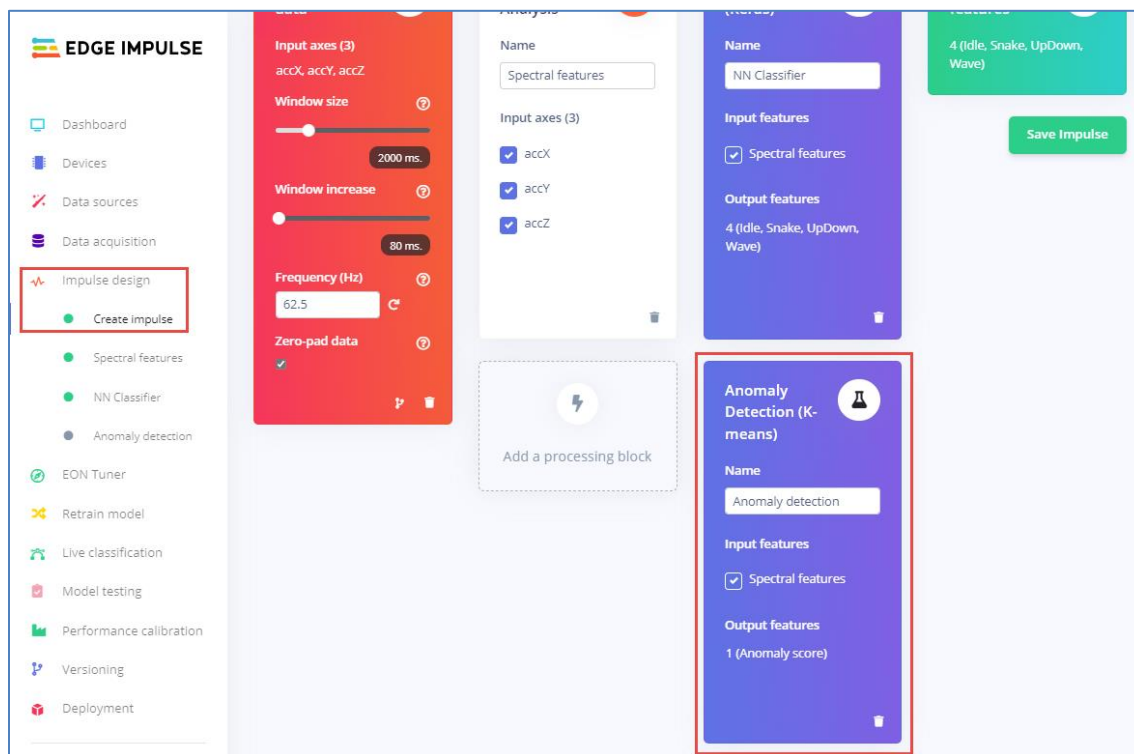 EDGE IMPULSE
Dashboard
Devices
Data sources
Data acquisition
Impulse design
Create impulse
Spectral features
NN Classifier
Anomaly detection
EON Tuner
Retrain model
Live classification
Model testing
Performance calibration
Versioning
Deployment
data
Input axes (3)
accX, accY, accZ
Window size
2000 ms.
Window increase
80 ms.
Frequency (Hz)
62.5
Zero-pad data
Analysis
Name
Spectral features
Input axes (3)
accX
accY
accZ
Add a processing block
(Keras)
Name
NN Classifier
Input features
Spectral features
Output features
4 (Idle, Snake, UpDown,
Wave)
Anomaly
Detection (K-
means)
Name
Anomaly detection
Input features
Spectral features
Output features
1 (Anomaly score)
features
4 (Idle, Snake, UpDown,
Wave)
Save Impulse